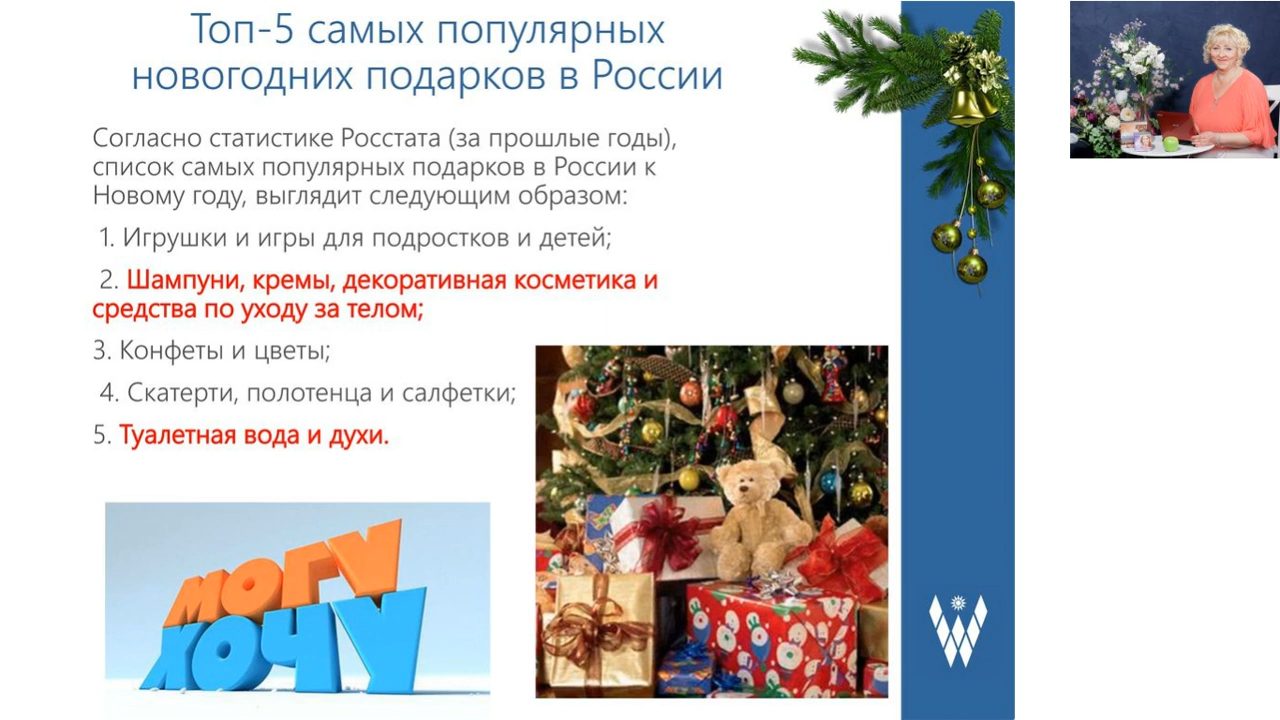 Топ-5 самых популярных
новогодних подарков в России
Согласно статистике Росстата (за прошлые годы),
список самых популярных подарков в России к
Новому году, выглядит следующим образом:
1. Игрушки и игры для подростков и детей;
2. Шампуни, кремы, декоративная косметика и
средства по уходу за телом;
3. Конфеты и цветы;
4. Скатерти, полотенца и салфетки;
5. Туалетная вода и духи.
МОГУ
ХОЧУ